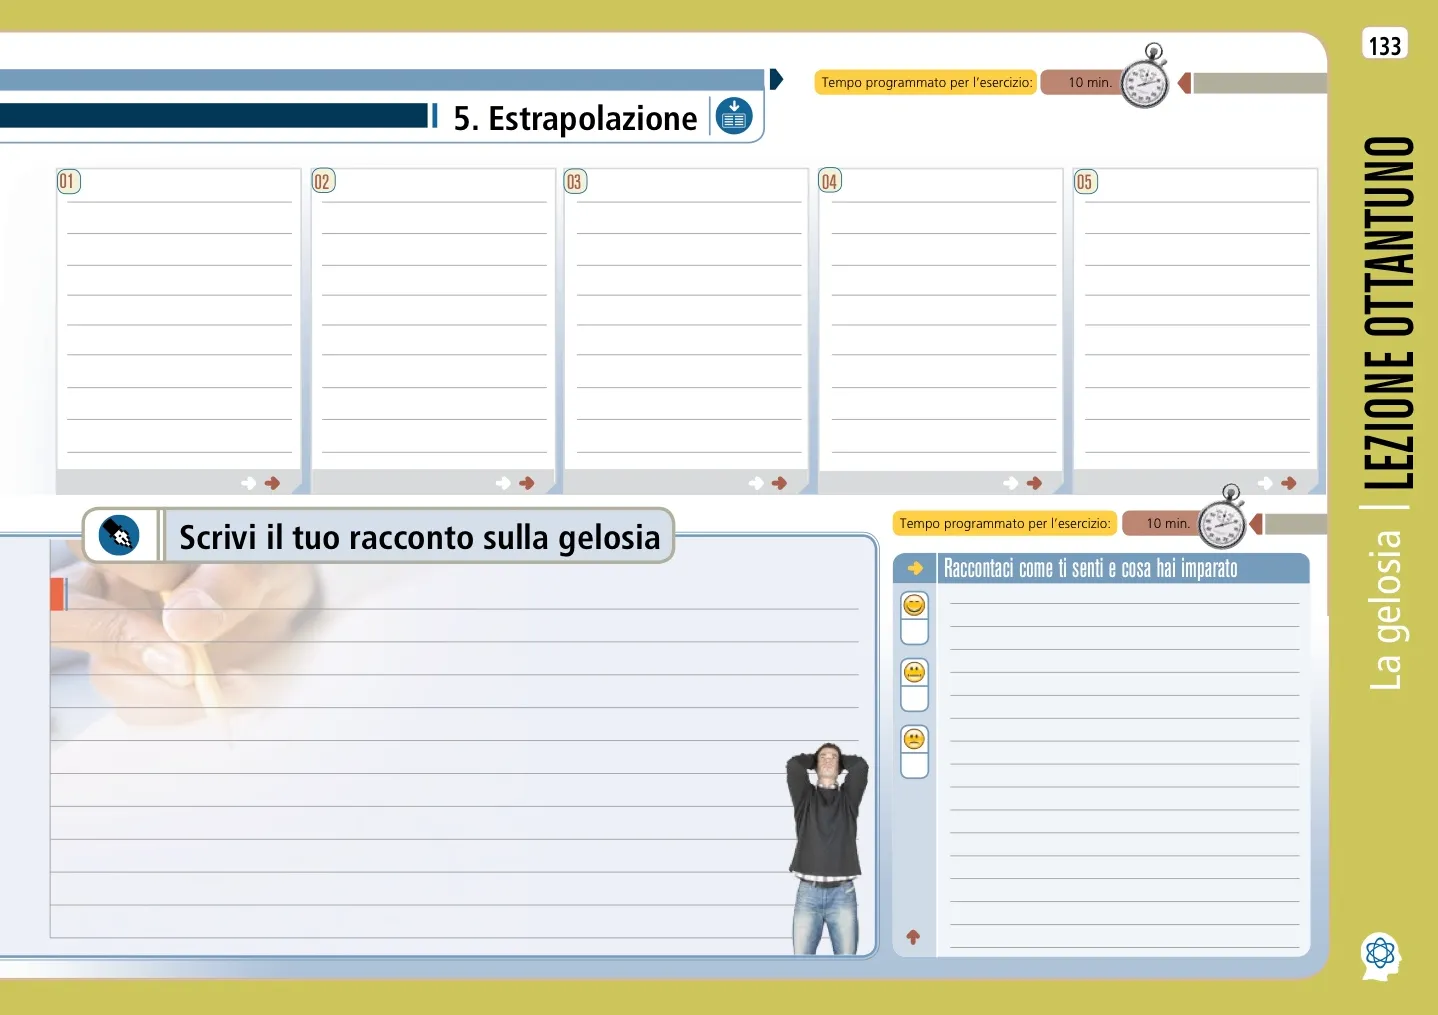 133
Tempo programmato per l'esercizio:
10 min.
5. Estrapolazione
01
02
03
04
05
Scrivi il tuo racconto sulla gelosia
Tempo programmato per l'esercizio:
10 min.
Raccontaci come ti senti e cosa hai imparato
La gelosia | LEZIONE OTTANTUNO